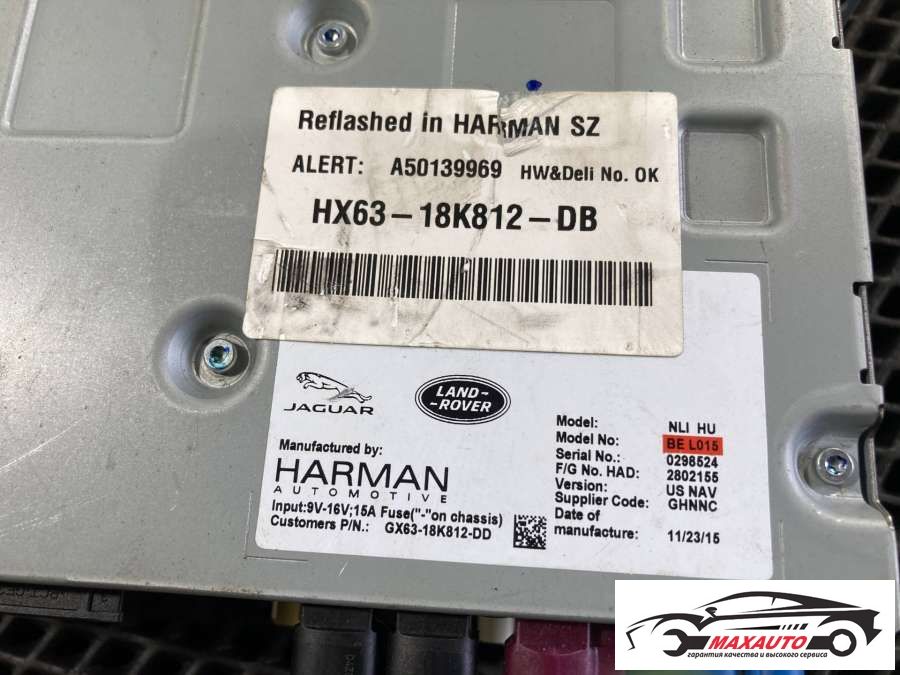 Reflashed in HARMAN SZ
ALERT: A50139969 HW&Deli No. OK
HX63-18K812-DB
JAGUAR
LAND-
-ROVER
Manufactured by:
HARMAN
AUTOMOTIVE
Input:9V-16V;15A Fuse("-"on chassis)
Customers P/N.: GX63-18K812-DD
Model: NLI HU
Model No: BE L015
Serial No.: 0298524
F/G No. HAD: 2802155
Version: US NAV
Supplier Code: GHNNC
Date of
manufacture: 11/23/15
MAXAUTO
гарантия качества и высокого сервиса